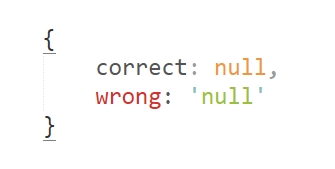 {
correct: null,
wrong: 'null'
}